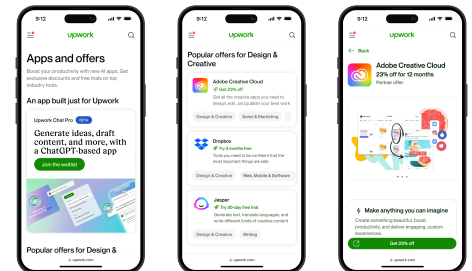 9:12
upwork
Apps and offers
Boost your productivity with new AI apps. Get
exclusive discounts and free trials on top
industry tools.
An app built just for Upwork
Upwork Chat Pro BETA
Generate ideas, draft
content, and more, with
a ChatGPT-based app
Join the waitlist
Popular offers for Design &
upwork.com
9:12
upwork
Popular offers for Design &
Creative
Adobe Creative Cloud
Get 23% off
Get all the creative apps you need to
design, edit, and publish your best work
Design & Creative
Sales & Marketing
Dropbox
Try 3 months free
Tools you need to be confident that the
most important things are safe
Design & Creative
Web, Mobile & Software
Jasper
Try 30-day free trial
Generate text, translate languages, and
write different kinds of creative content
Design & Creative
Writing
upwork.com
9:12
upwork
Back
Adobe Creative Cloud
23% off for 12 months
Partner offer
Make anything you can imagine
Create something beautiful, boost
productivity, and deliver engaging, custom
experiences.
Get 23% off
upwork.com